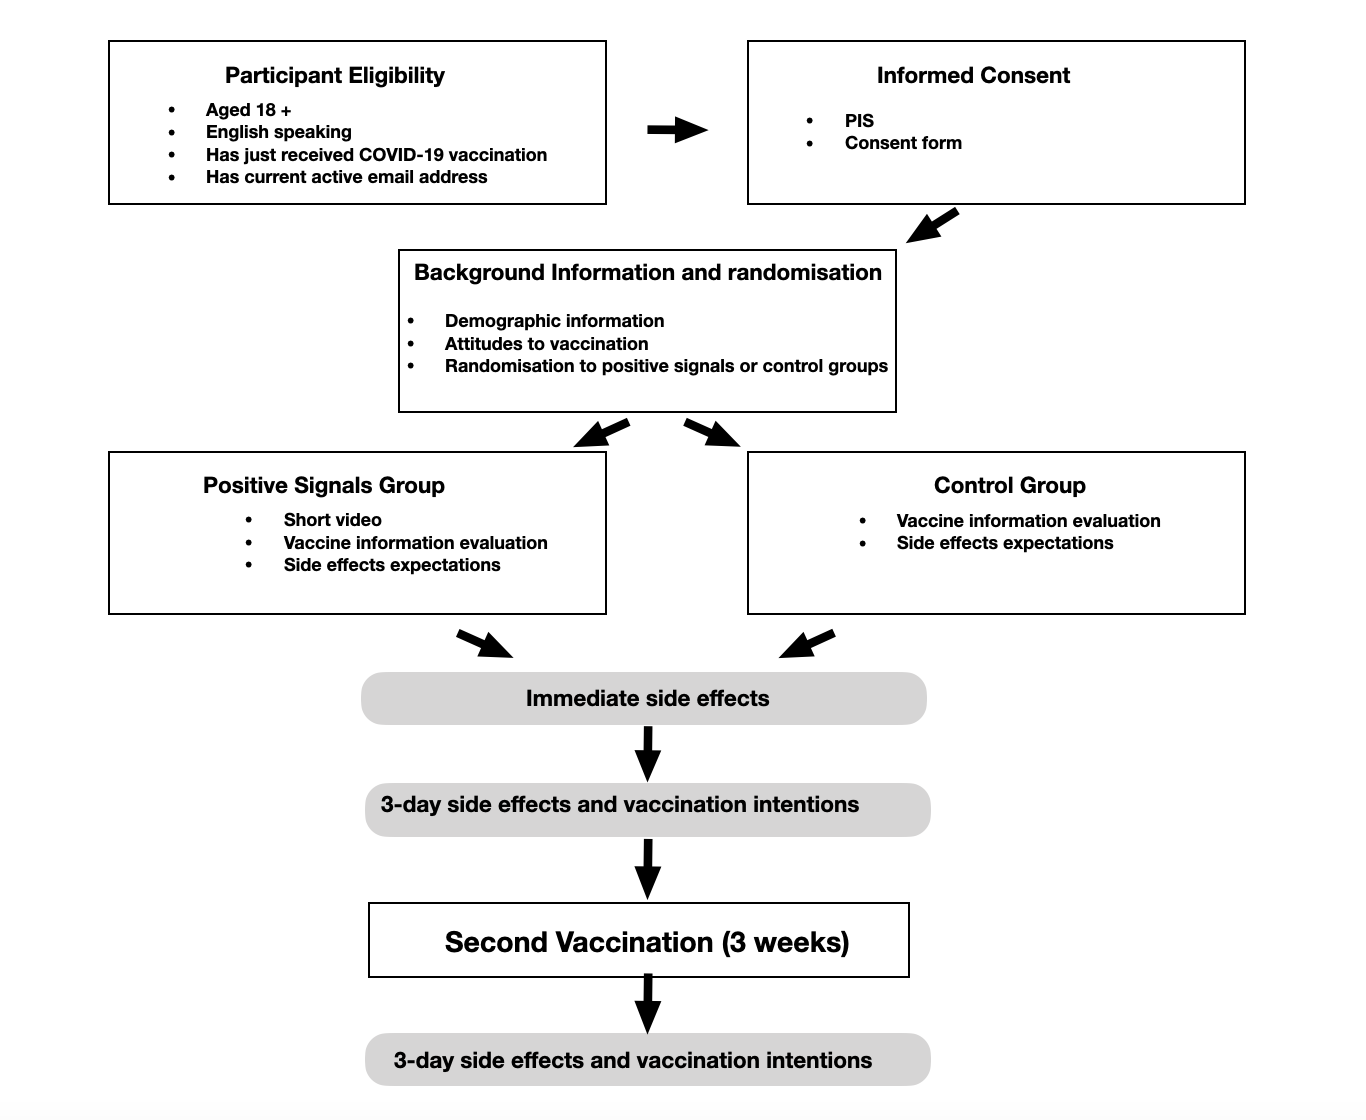 Participant Eligibility
• Aged 18 +
• English speaking
• Has just received COVID-19 vaccination
• Has current active email address
Informed Consent
• PIS
• Consent form
Background Information and randomisation
• Demographic information
• Attitudes to vaccination
• Randomisation to positive signals or control groups
Positive Signals Group
• Short video
• Vaccine information evaluation
• Side effects expectations
Control Group
• Vaccine information evaluation
• Side effects expectations
Immediate side effects
3-day side effects and vaccination intentions
Second Vaccination (3 weeks)
3-day side effects and vaccination intentions